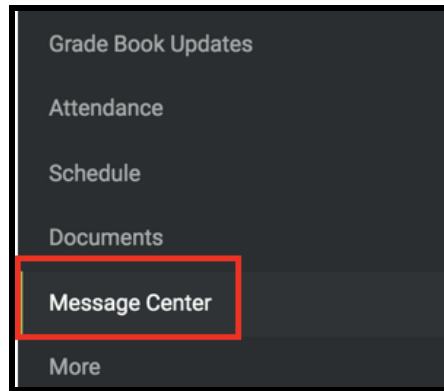 Grade Book Updates
Attendance
Schedule
Documents
Message Center
More